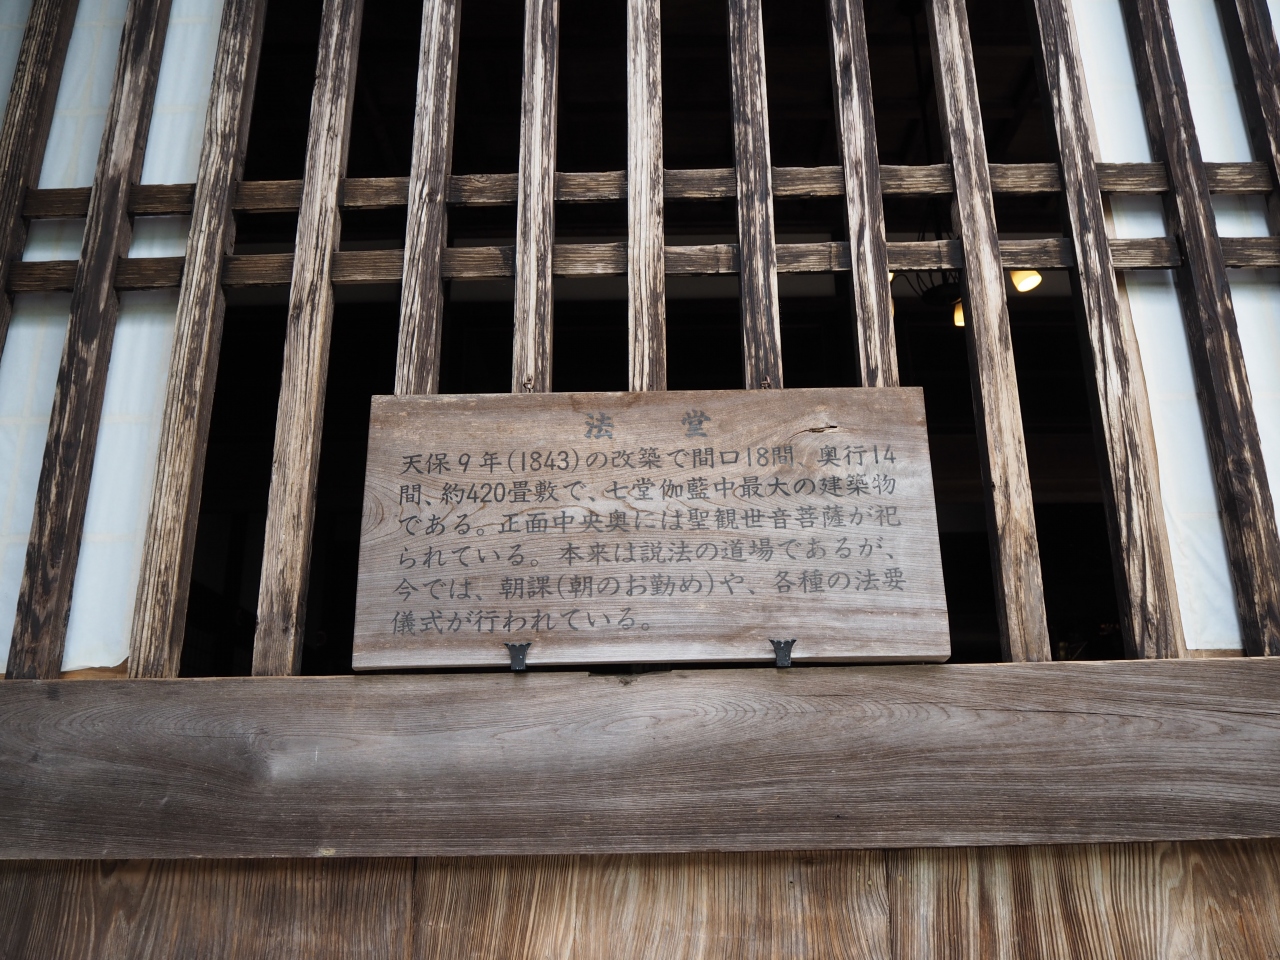 法堂
天保9年(1843)の改築で間口18間、奥行14
間、約420畳敷で、七堂伽藍中最大の建築物
である。正面中央奥には聖観世音菩薩が祀
られている。本来は説法の道場であるが、
今では、朝課(朝のお勤め)や、各種の法要
儀式が行われている。